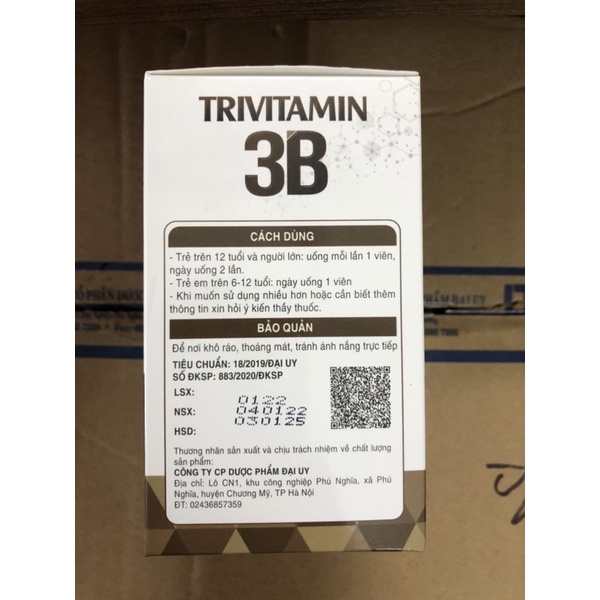 TRIVITAMIN
3B
CÁCH DÙNG
- Trẻ trên 12 tuổi và người lớn: uống mỗi lần 1 viên,
ngày uống 2 lần.
- Trẻ em trên 6-12 tuổi: ngày uống 1 viên
- Khi muốn sử dụng nhiều hơn hoặc cần biết thêm
thông tin xin hỏi ý kiến thầy thuốc.
BẢO QUẢN
Để nơi khô ráo, thoáng mát, tránh ánh nắng trực tiếp
TIÊU CHUẨN: 18/2019/ĐẠI UY
SỐ ĐKSP: 883/2020/ĐKSP
LSX: 0122
NSX: 040122
HSD: 030125
Thương nhân sản xuất và chịu trách nhiệm về chất lượng
sản phẩm:
CÔNG TY CP DƯỢC PHẨM ĐẠI UY
Địa chỉ: Lô CN1, khu công nghiệp Phú Nghĩa, xã Phú
Nghĩa, huyện Chương Mỹ, TP Hà Nội
ĐT: 02436857359